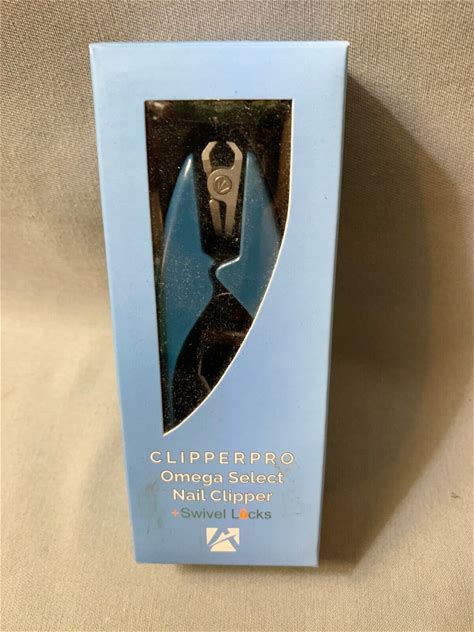 CLIPPERPRO
Omega Select
Nail Clipper
+Swivel Locks